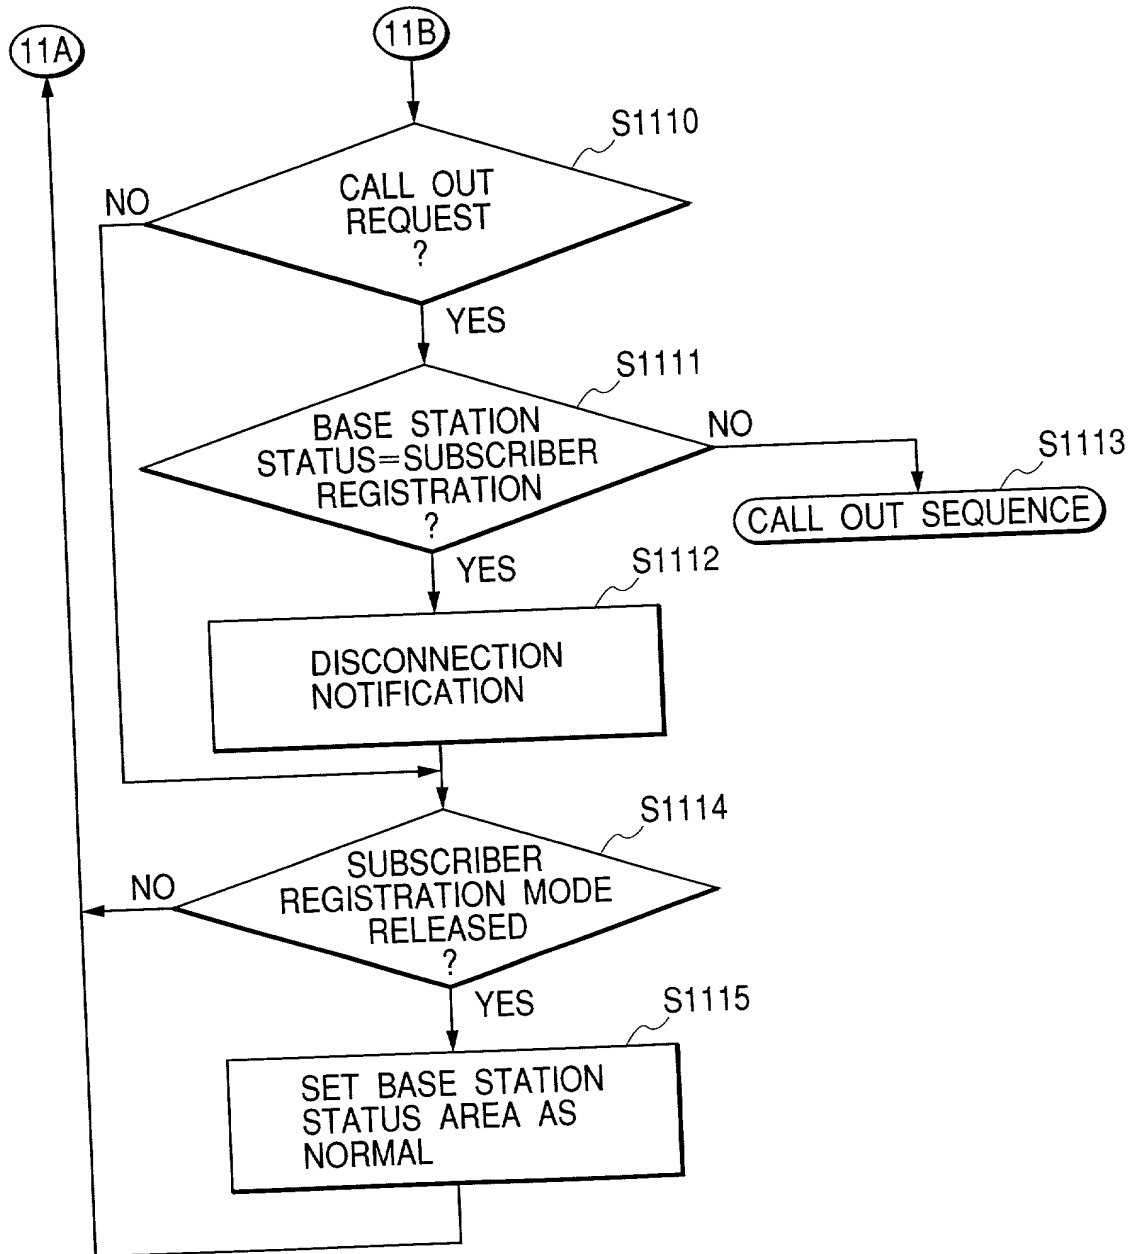 11A
11B
S1110
CALL OUT
REQUEST
?
NO
YES
S1111
BASE STATION
STATUS=SUBSCRIBER
REGISTRATION
?
NO
S1113
CALL OUT SEQUENCE
YES
S1112
DISCONNECTION
NOTIFICATION
S1114
SUBSCRIBER
REGISTRATION MODE
RELEASED
?
NO
YES
S1115
SET BASE STATION
STATUS AREA AS
NORMAL